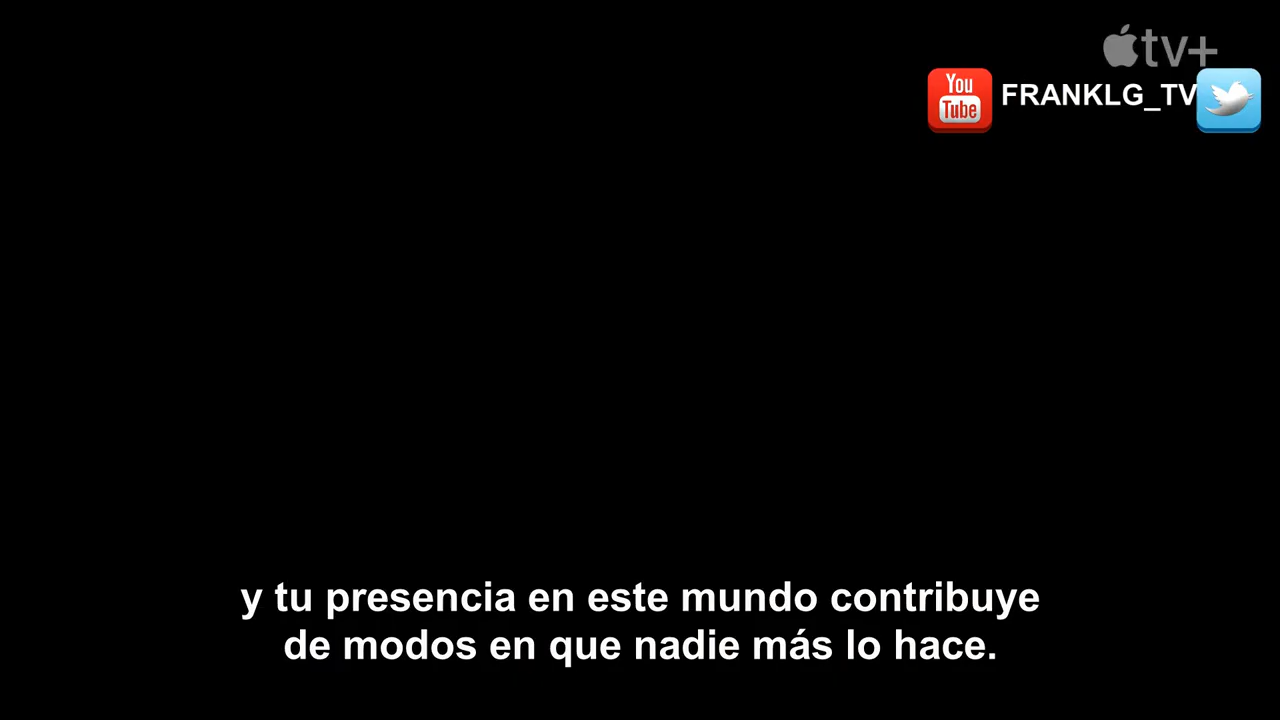 tv+
You
Tube
FRANKLG_TV
y tu presencia en este mundo contribuye
de modos en que nadie más lo hace.